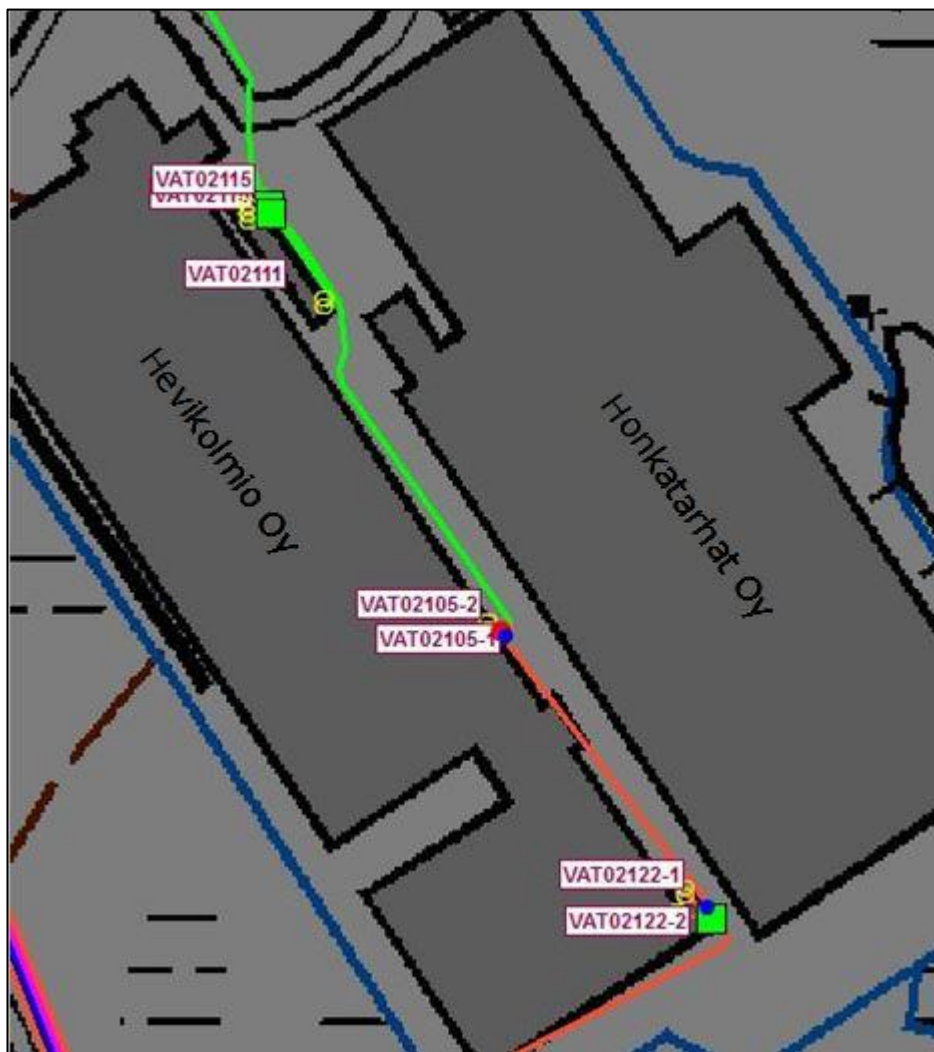 VAT02115
VAT02111
Hevikolmio Oy
Honkatarhat Oy
VAT02105-2
VAT02105-1
VAT02122-1
VAT02122-2